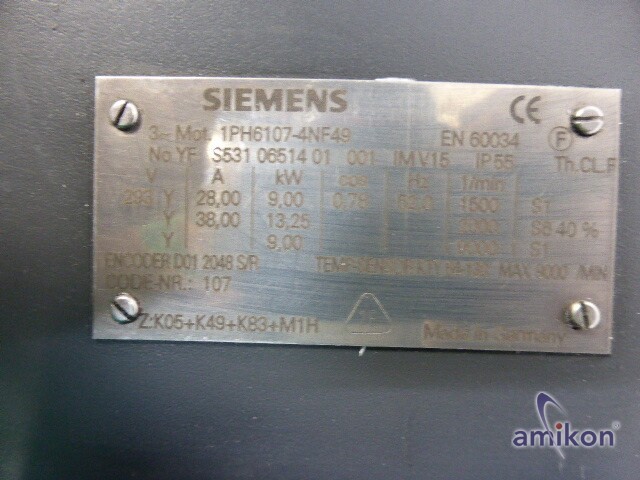 SIEMENS
CE
3~ Mot. 1PH6107-4NF49 EN 60034 F
No YF S531 06514 01 001 IM V15 IP 55 Th.CL.F
V A kW cos Hz 1/min
293 Y 28,00 9,00 0,78 1500 S1
Y 38,00 13,25 S6 40 %
Y 9,00 S1
ENCODER D01 2048 S/R MAX 9000 /MIN
CODE-NR.: 107
Z:K05+K49+K83+M1H Made in Germany
amikon